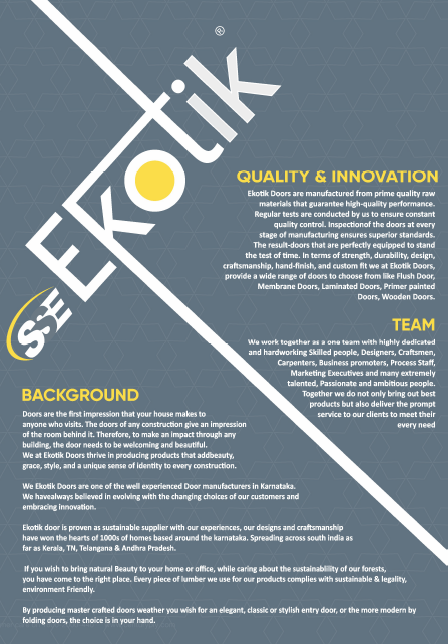 ®
Ekotik
SSE
QUALITY & INNOVATION
Ekotik Doors are manufactured from prime quality raw
materials that guarantee high-quality performance.
Regular tests are conducted by us to ensure constant
quality control. Inspection of the doors at every
stage of manufacturing ensures superior standards.
The result-doors that are perfectly equipped to stand
the test of time. In terms of strength, durability, design,
craftsmanship, hand-finish, and custom fit we at Ekotik Doors,
provide a wide range of doors to choose from like Flush Door,
Membrane Doors, Laminated Doors, Primer painted
Doors, Wooden Doors.
TEAM
We work together as a one team with highly dedicated
and hardworking Skilled people, Designers, Craftsmen,
Carpenters, Business promoters, Process Staff,
Marketing Executives and many extremely
talented, Passionate and ambitious people.
Together we do not only bring out best
products but also deliver the prompt
service to our clients to meet their
every need
BACKGROUND
Doors are the first impression that your house makes to
anyone who visits. The doors of any construction give an impression
of the room behind it. Therefore, to make an impact through any
building, the door needs to be welcoming and beautiful.
We at Ekotik Doors thrive in producing products that addbeauty,
grace, style, and a unique sense of identity to every construction.
We Ekotik Doors are one of the well experienced Door manufacturers in Karnataka.
We havealways believed in evolving with the changing choices of our customers and
embracing innovation.
Ekotik door is proven as sustainable supplier with our experiences, our designs and craftsmanship
have won the hearts of 1000s of homes based around the karnataka. Spreading across south india as
far as Kerala, TN, Telangana & Andhra Pradesh.
If you wish to bring natural Beauty to your home or office, while caring about the sustainablility of our forests,
you have come to the right place. Every piece of lumber we use for our products complies with sustainable & legality,
environment Friendly.
By producing master crafted doors weather you wish for an elegant, classic or stylish entry door, or the more modern by
folding doors, the choice is in your hand.